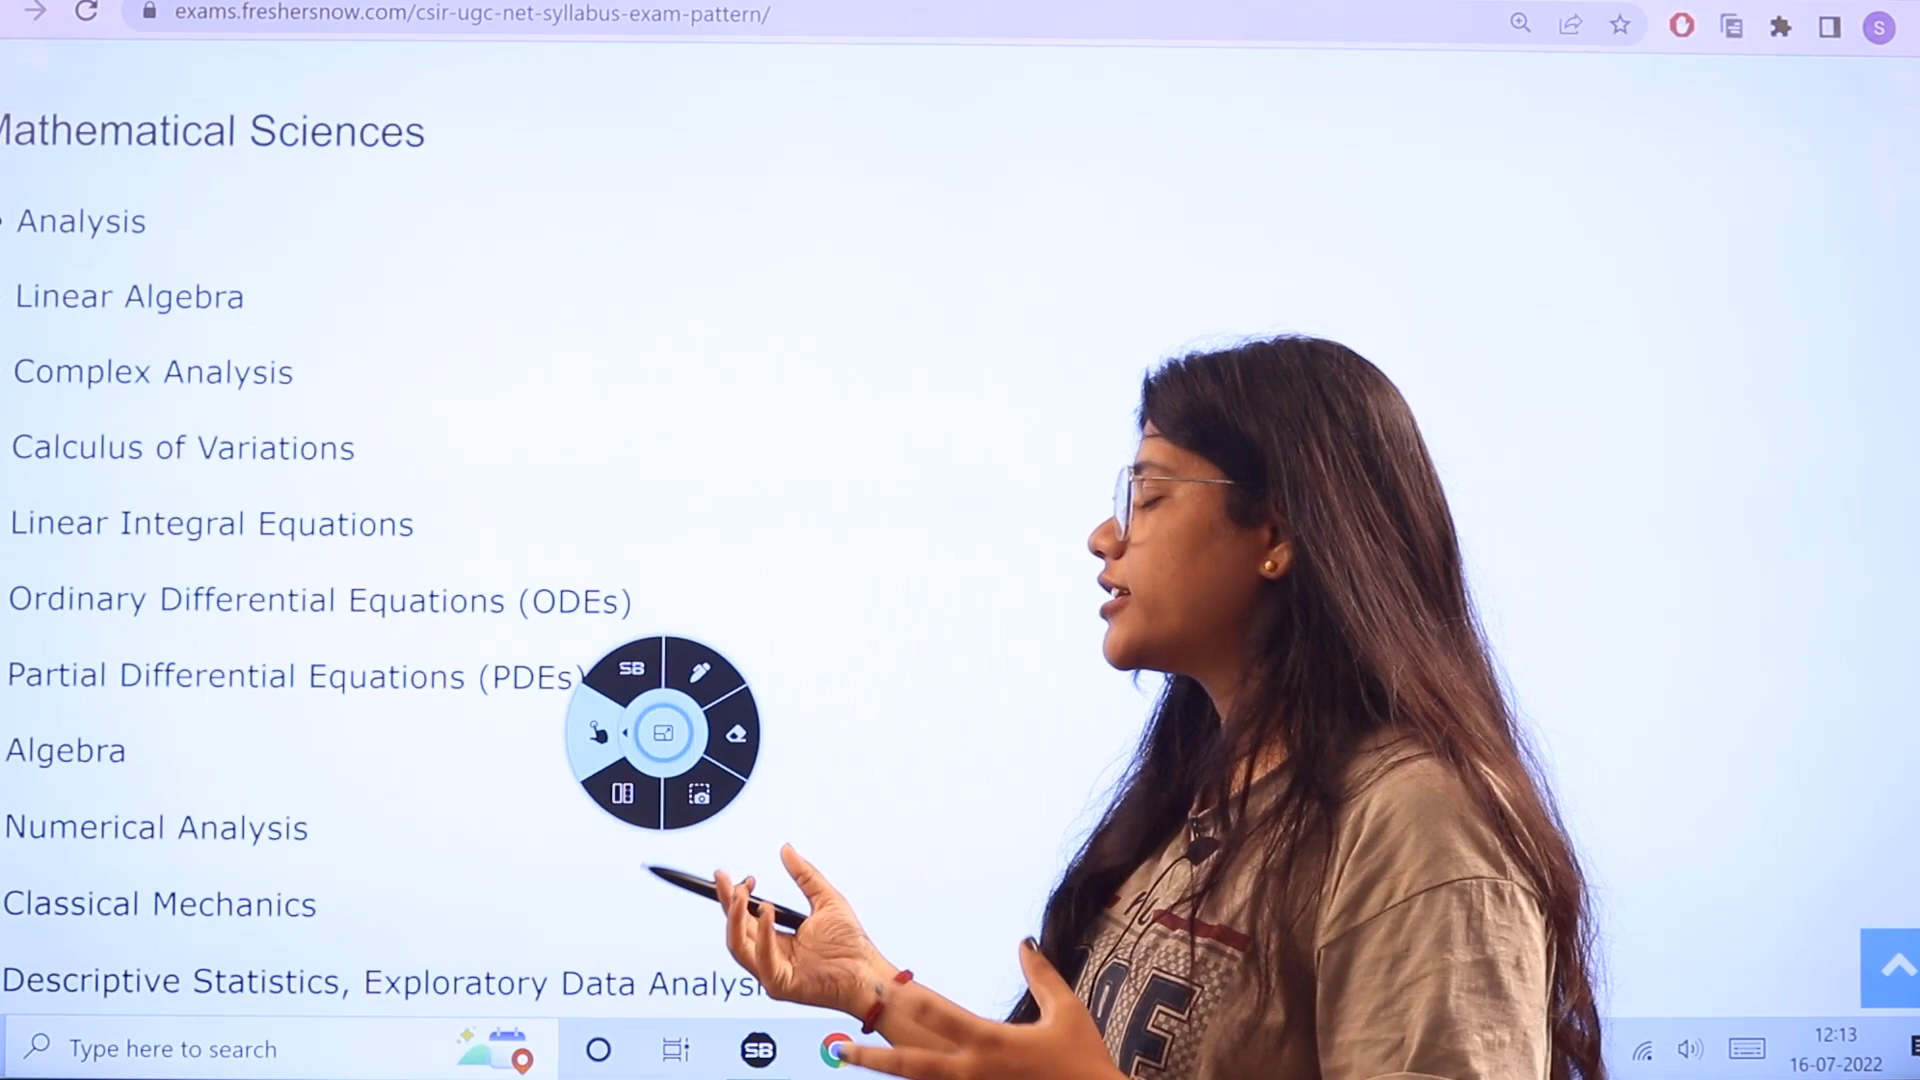 exams.freshersnow.com/csir-ugc-net-syllabus-exam-pattern/
S
Mathematical Sciences
Analysis
Linear Algebra
Complex Analysis
Calculus of Variations
Linear Integral Equations
Ordinary Differential Equations (ODEs)
Partial Differential Equations (PDEs)
SB
Algebra
Numerical Analysis
Classical Mechanics
Descriptive Statistics, Exploratory Data Analysi
Type here to search
SB
12:13
16-07-2022